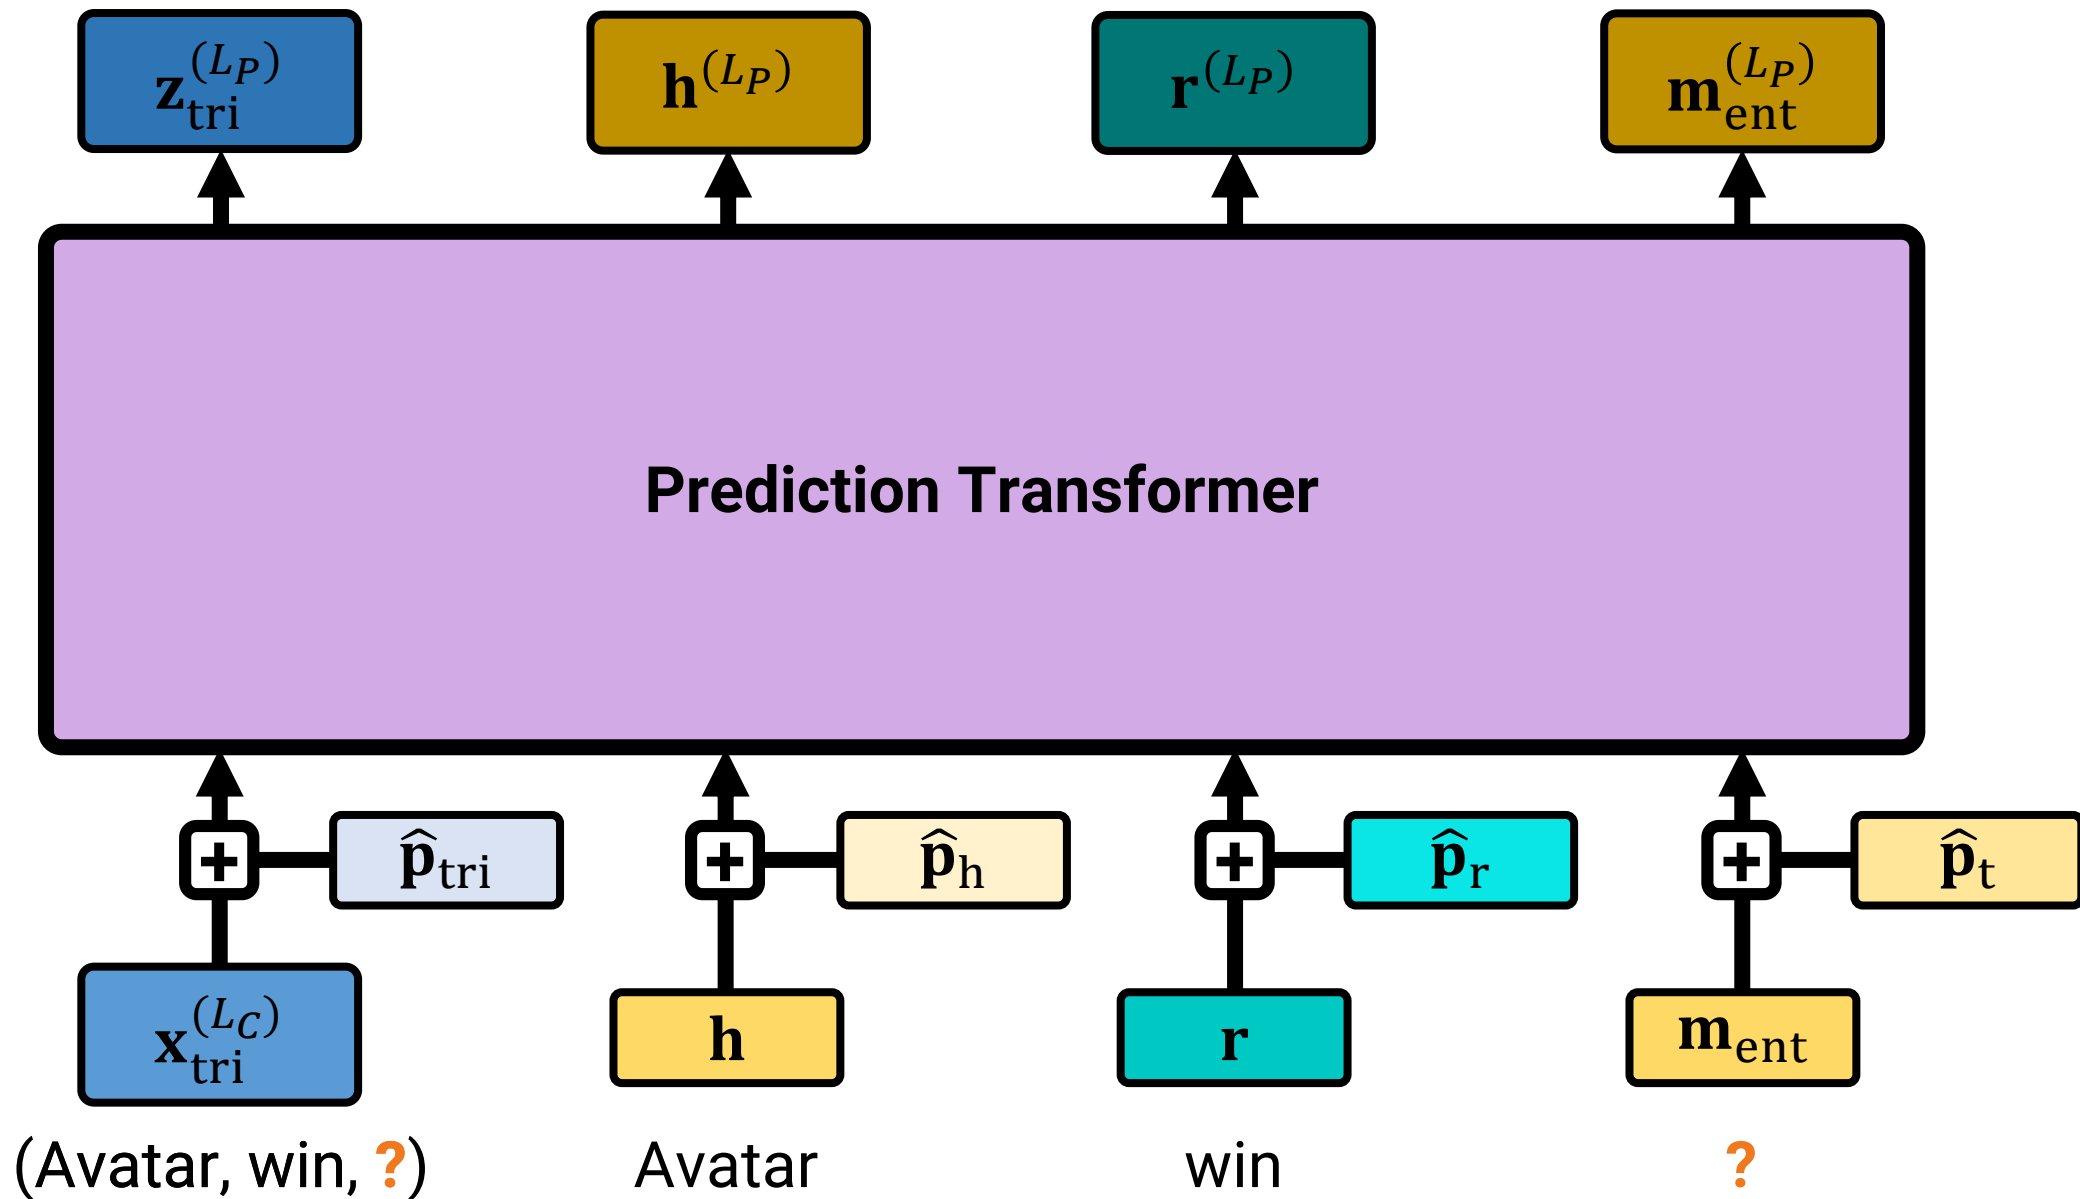 𝐳_tri^(L_P) 𝐡^(L_P) 𝐫^(L_P) 𝐦_ent^(L_P)
Prediction Transformer
+ p̂_tri + p̂_h + p̂_r + p̂_t
𝐱_tri^(L_C) 𝐡 𝐫 𝐦_ent
(Avatar, win, ?) Avatar win ?